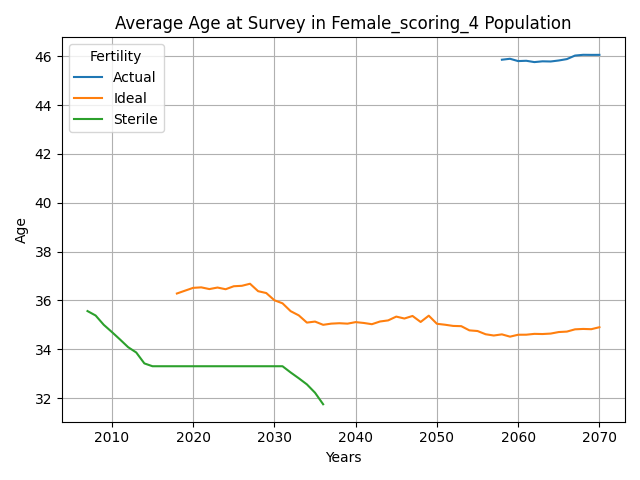 Average Age at Survey in Female_scoring_4 Population
Fertility
Actual
Ideal
Sterile
46
44
42
40
38
36
34
32
Age
2010 2020 2030 2040 2050 2060 2070
Years